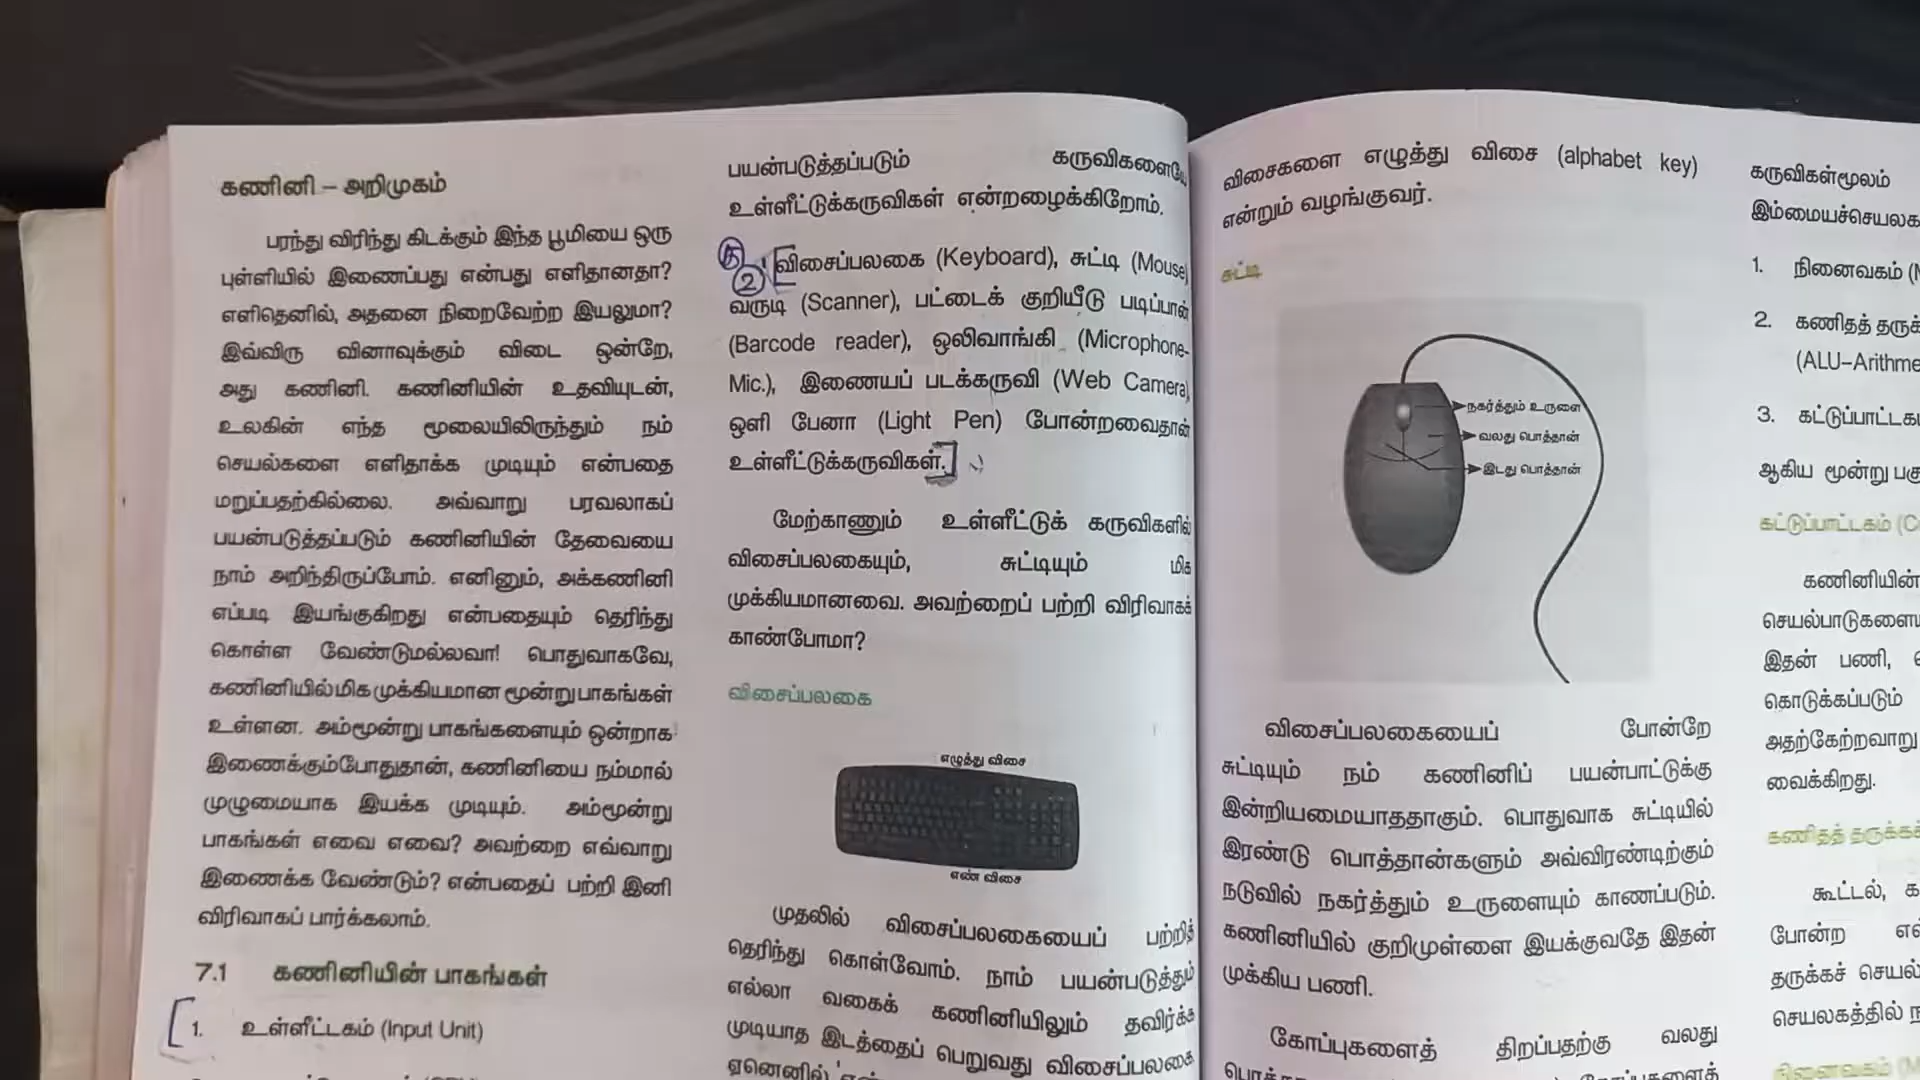 கணினி – அறிமுகம்
பரந்து விரிந்து கிடக்கும் இந்த பூமியை ஒரு
புள்ளியில் இணைப்பது என்பது எளிதானதா?
எளிதெனில், அதனை நிறைவேற்ற இயலுமா?
இவ்விரு வினாவுக்கும் விடை ஒன்றே,
அது கணினி. கணினியின் உதவியுடன்,
உலகின் எந்த மூலையிலிருந்தும் நம்
செயல்களை எளிதாக்க முடியும் என்பதை
மறுப்பதற்கில்லை. அவ்வாறு பரவலாகப்
பயன்படுத்தப்படும் கணினியின் தேவையை
நாம் அறிந்திருப்போம். எனினும், அக்கணினி
எப்படி இயங்குகிறது என்பதையும் தெரிந்து
கொள்ள வேண்டுமல்லவா! பொதுவாகவே,
கணினியில்மிக முக்கியமான மூன்று பாகங்கள்
உள்ளன. அம்மூன்று பாகங்களையும் ஒன்றாக
இணைக்கும்போதுதான், கணினியை நம்மால்
முழுமையாக இயக்க முடியும். அம்மூன்று
பாகங்கள் எவை எவை? அவற்றை எவ்வாறு
இணைக்க வேண்டும்? என்பதைப் பற்றி இனி
விரிவாகப் பார்க்கலாம்.
7.1 கணினியின் பாகங்கள்
1. உள்ளீட்டகம் (Input Unit)
பயன்படுத்தப்படும் கருவிகளையே
உள்ளீட்டுக்கருவிகள் என்றழைக்கிறோம்.
② விசைப்பலகை (Keyboard), சுட்டி (Mouse)
வருடி (Scanner), பட்டைக் குறியீடு படிப்பான்
(Barcode reader), ஒலிவாங்கி (Microphone-
Mic.), இணையப் படக்கருவி (Web Camera),
ஒளி பேனா (Light Pen) போன்றவைதான்
உள்ளீட்டுக்கருவிகள்.
மேற்காணும் உள்ளீட்டுக் கருவிகளில்
விசைப்பலகையும், சுட்டியும் மிக
முக்கியமானவை. அவற்றைப் பற்றி விரிவாகக்
காண்போமா?
விசைப்பலகை
எழுத்து விசை
எண் விசை
முதலில் விசைப்பலகையைப் பற்றித்
தெரிந்து கொள்வோம். நாம் பயன்படுத்தும்
எல்லா வகைக் கணினியிலும் தவிர்க்க
முடியாத இடத்தைப் பெறுவது விசைப்பலகை
ஏனெனில்
விசைகளை எழுத்து விசை (alphabet key)
என்றும் வழங்குவர்.
சுட்டி
நகர்த்தும் உருளை
வலது பொத்தான்
இடது பொத்தான்
விசைப்பலகையைப் போன்றே
சுட்டியும் நம் கணினிப் பயன்பாட்டுக்கு
இன்றியமையாததாகும். பொதுவாக சுட்டியில்
இரண்டு பொத்தான்களும் அவ்விரண்டிற்கும்
நடுவில் நகர்த்தும் உருளையும் காணப்படும்.
கணினியில் குறிமுள்ளை இயக்குவதே இதன்
முக்கிய பணி.
கோப்புகளைத் திறப்பதற்கு வலது
கருவிகள்மூலம்
இம்மையச்செயலக
1. நினைவகம்
2. கணிதத் தருக்
(ALU–Arithme
3. கட்டுப்பாட்டக
ஆகிய மூன்று பகு
கட்டுப்பாட்டகம் (C
கணினியின்
செயல்பாடுகளைய
இதன் பணி,
கொடுக்கப்படும்
அதற்கேற்றவாறு
வைக்கிறது.
கணிதத் தருக்க
கூட்டல், க
போன்ற
தருக்கச் செயல்
செயலகத்தில் ந
நினைவகம் (M